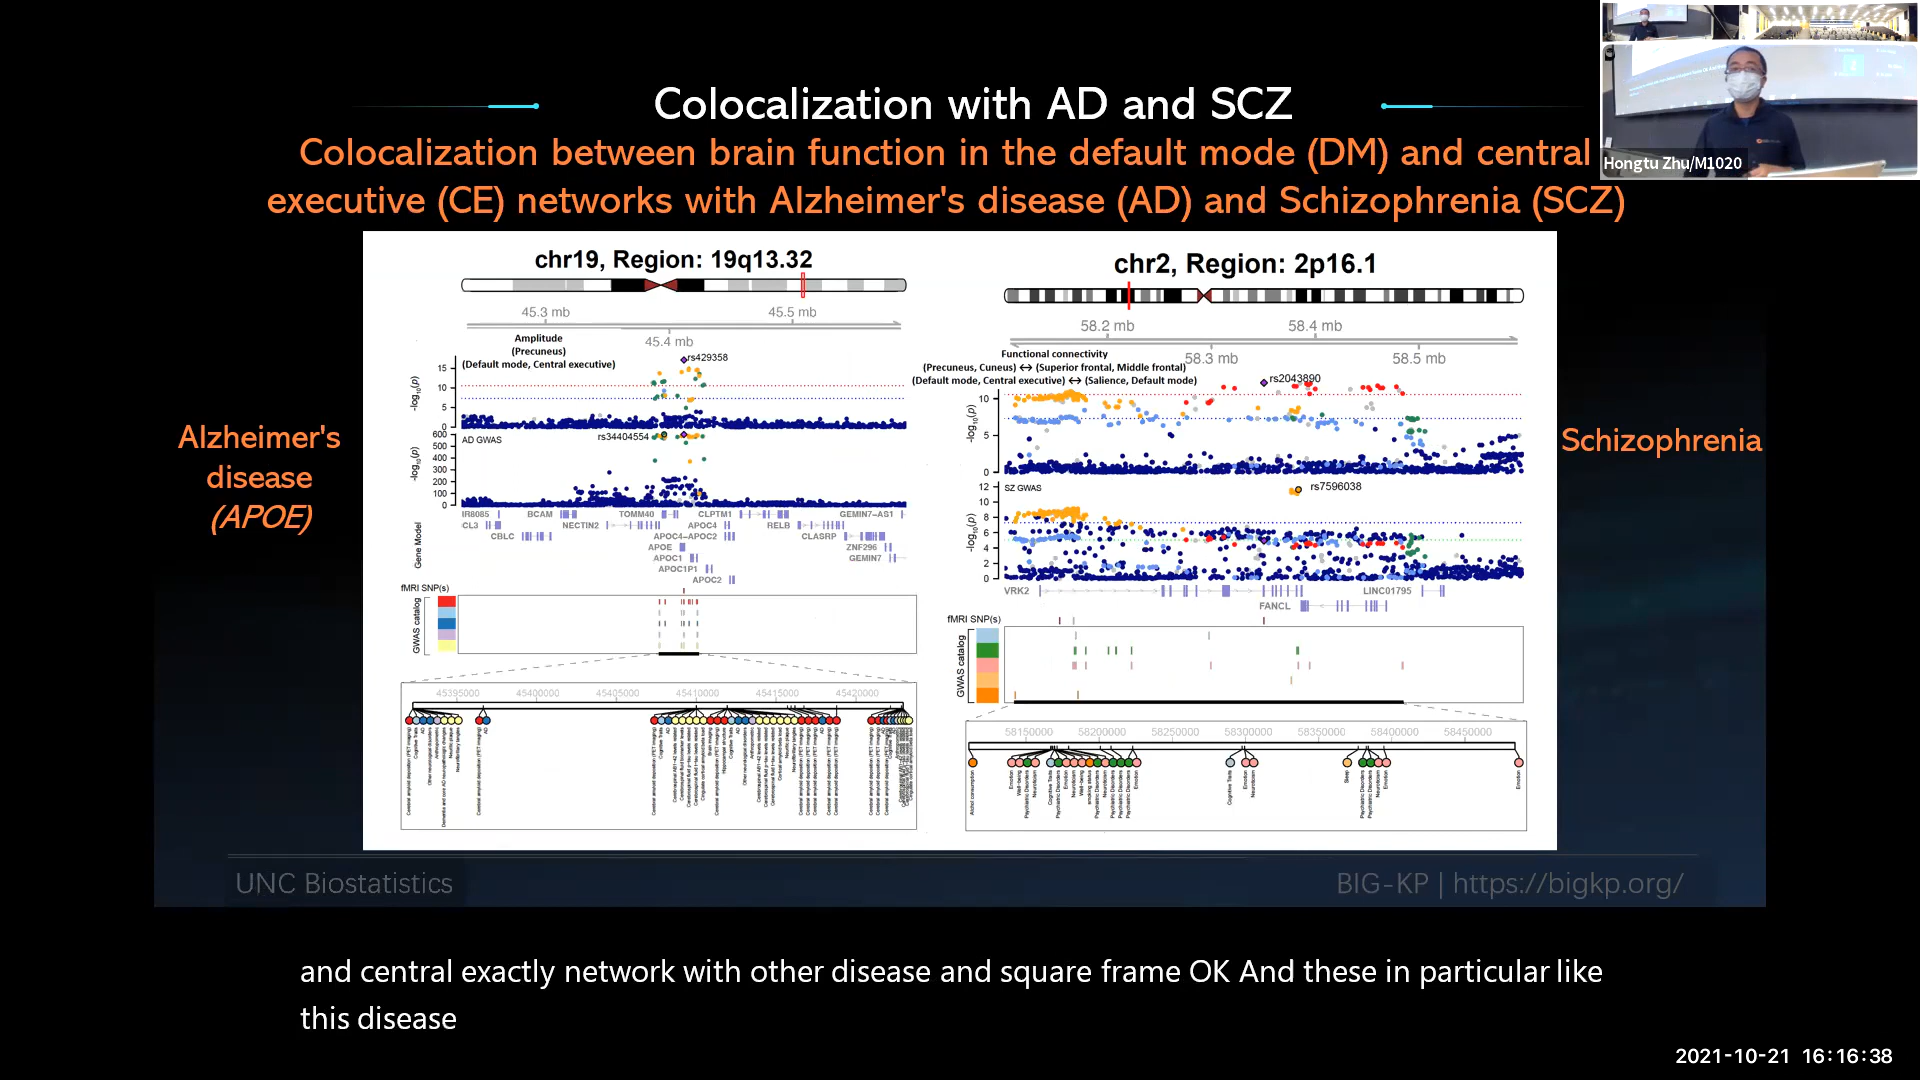 Colocalization with AD and SCZ
Colocalization between brain function in the default mode (DM) and central
executive (CE) networks with Alzheimer's disease (AD) and Schizophrenia (SCZ)
Hongtu Zhu/M1020
Alzheimer's
disease
(APOE)
chr19, Region: 19q13.32
45.3 mb
45.5 mb
45.4 mb
Amplitude
(Precuneus)
(Default mode, Central executive)
rs429358
-log10(p)
15
10
5
0
AD GWAS
rs34404554
-log10(p)
600
500
400
300
200
100
0
Gene Model
IR8085 BCAM TOMM40 CLPTM1 GEMIN7-AS1
CL3 NECTIN2 APOC4 RELB
CBLC APOC4-APOC2 CLASRP
APOE ZNF296
APOC1 GEMIN7
APOC1P1
APOC2
fMRI SNP(s)
GWAS catalog
45395000 45400000 45405000 45410000 45415000 45420000
chr2, Region: 2p16.1
58.2 mb 58.4 mb
58.3 mb 58.5 mb
Functional connectivity
(Precuneus, Cuneus) ↔ (Superior frontal, Middle frontal)
(Default mode, Central executive) ↔ (Salience, Default mode)
rs2043890
-log10(p)
10
5
0
SZ GWAS
rs7596038
-log10(p)
12
10
8
6
4
2
0
VRK2 LINC01795
FANCL
fMRI SNP(s)
GWAS catalog
58150000 58200000 58250000 58300000 58350000 58400000 58450000
Schizophrenia
UNC Biostatistics
BIG-KP | https://bigkp.org/
and central exactly network with other disease and square frame OK And these in particular like
this disease
2021-10-21 16:16:38